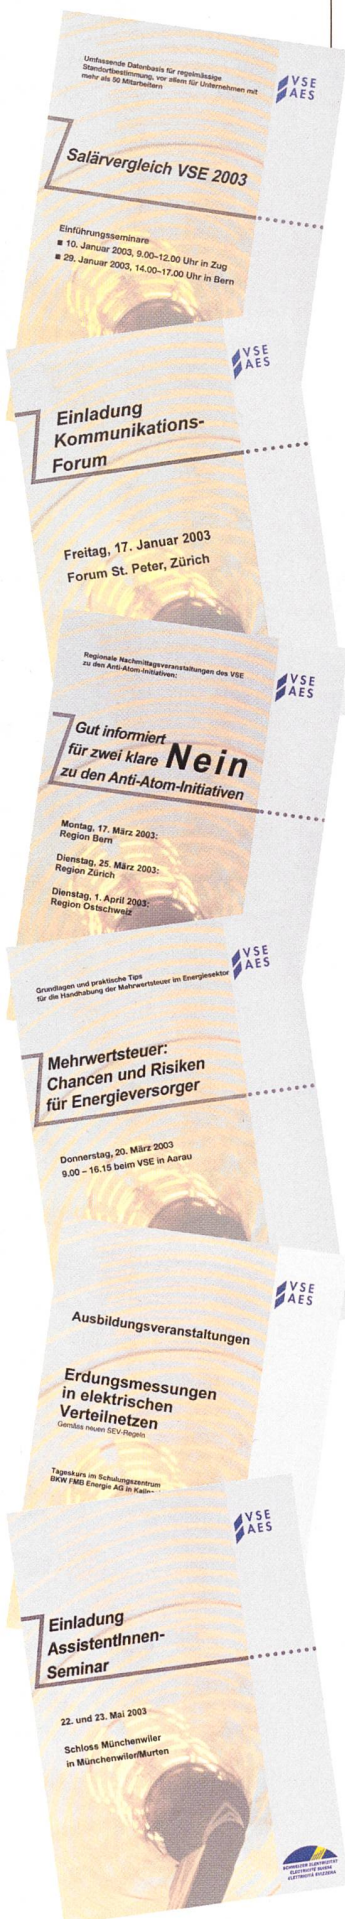 Umfassende Datenbasis für regelmässige
Standortbestimmung, vor allem für Unternehmen mit
mehr als 50 Mitarbeitern
VSE
AES
Salärvergleich VSE 2003
Einführungsseminare
■ 10. Januar 2003, 9.00–12.00 Uhr in Zug
■ 29. Januar 2003, 14.00–17.00 Uhr in Bern
VSE
AES
Einladung
Kommunikations-
Forum
Freitag, 17. Januar 2003
Forum St. Peter, Zürich
Regionale Nachmittagsveranstaltungen des VSE
zu den Anti-Atom-Initiativen:
VSE
AES
Gut informiert
für zwei klare Nein
zu den Anti-Atom-Initiativen
Montag, 17. März 2003:
Region Bern
Dienstag, 25. März 2003:
Region Zürich
Dienstag, 1. April 2003:
Region Ostschweiz
VSE
AES
Grundlagen und praktische Tips
für die Handhabung der Mehrwertsteuer im Energiesektor
Mehrwertsteuer:
Chancen und Risiken
für Energieversorger
Donnerstag, 20. März 2003
9.00 – 16.15 beim VSE in Aarau
VSE
AES
Ausbildungsveranstaltungen
Erdungsmessungen
in elektrischen
Verteilnetzen
Gemäss neuen SEV-Regeln
Tageskurs im Schulungszentrum
BKW FMB Energie AG in
VSE
AES
Einladung
AssistentInnen-
Seminar
22. und 23. Mai 2003
Schloss Münchenwiler
in Münchenwiler/Murten
SCHWEIZER ELEKTRIZITÄT
ÉLECTRICITÉ SUISSE
ELETTRICITÀ SVIZZERA